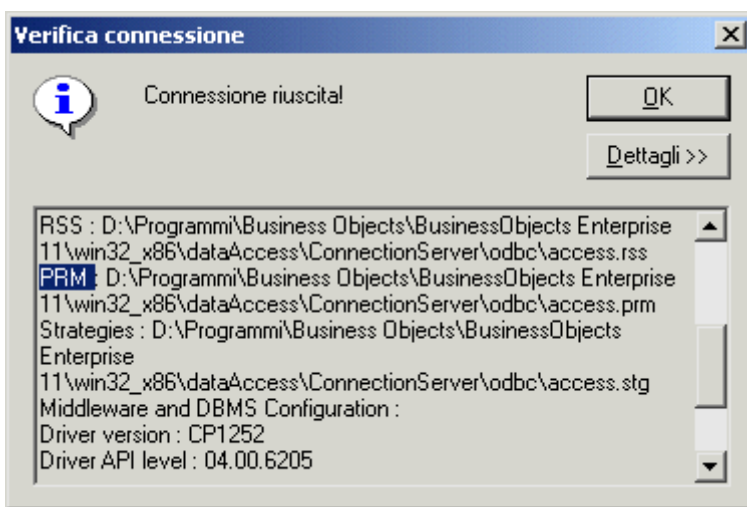 Verifica connessione
Connessione riuscita!
OK
Dettagli >>
RSS : D:\Programmi\Business Objects\BusinessObjects Enterprise
11\win32_x86\dataAccess\ConnectionServer\odbc\access.rss
PRM : D:\Programmi\Business Objects\BusinessObjects Enterprise
11\win32_x86\dataAccess\ConnectionServer\odbc\access.prm
Strategies : D:\Programmi\Business Objects\BusinessObjects
Enterprise
11\win32_x86\dataAccess\ConnectionServer\odbc\access.stg
Middleware and DBMS Configuration :
Driver version : CP1252
Driver API level : 04.00.6205